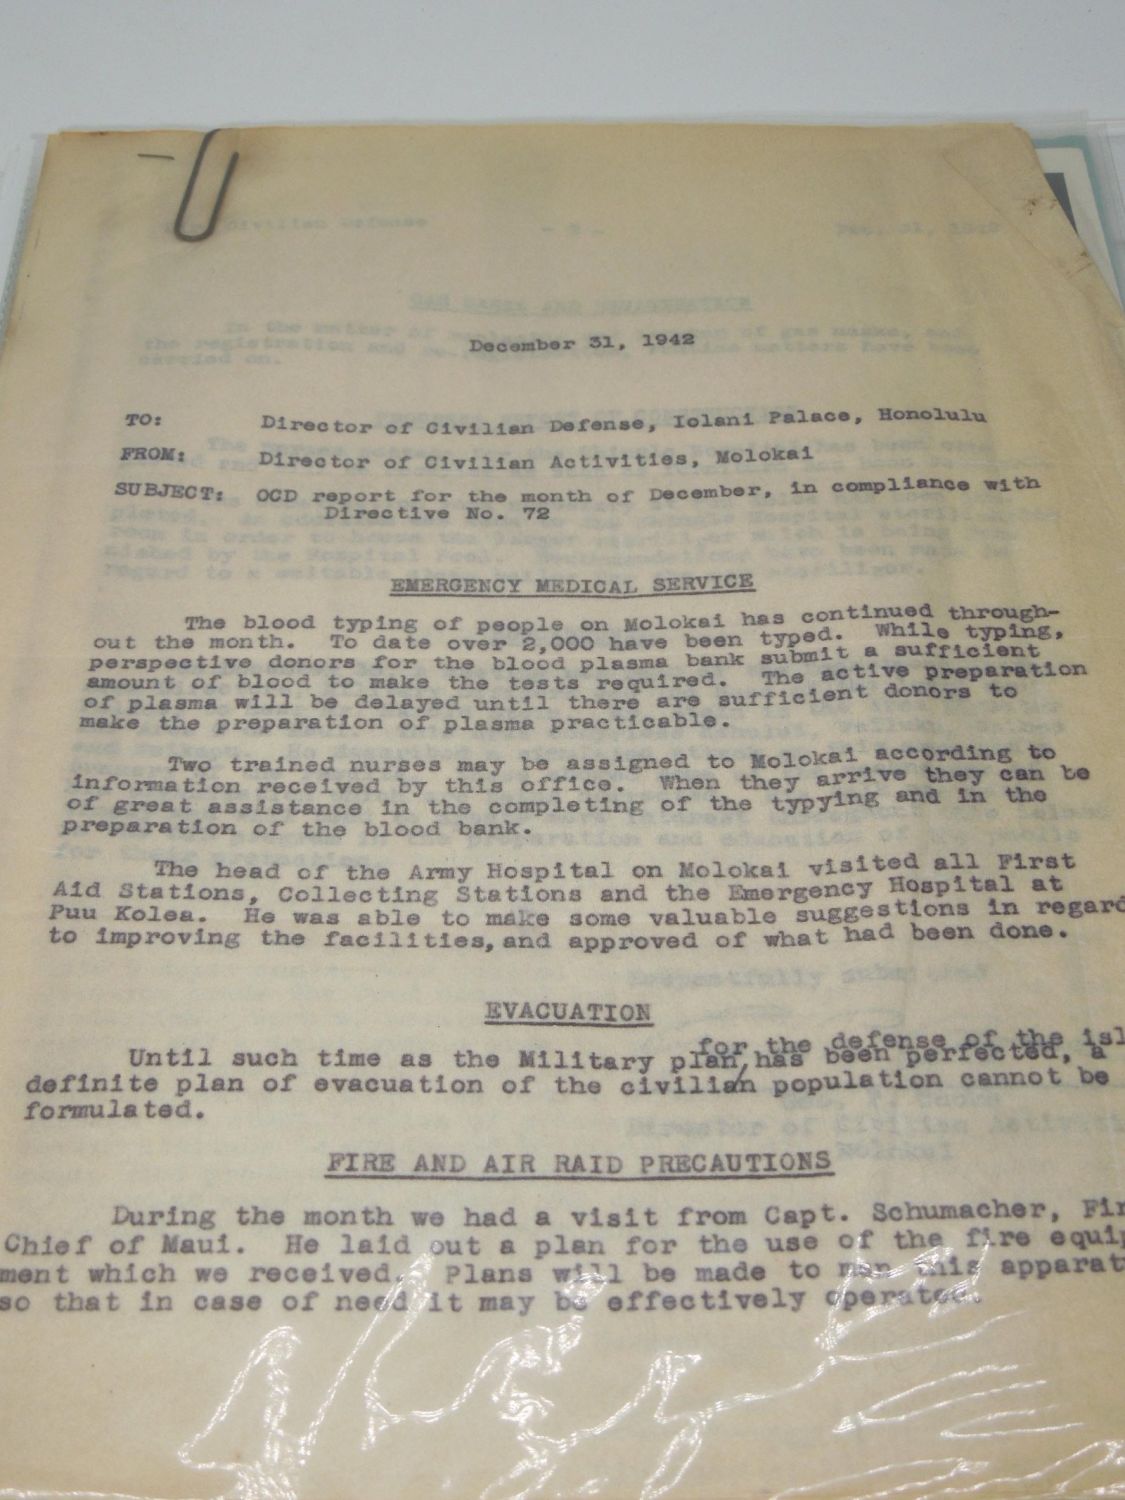 Civilian Defense
December 31, 1942
TO: Director of Civilian Defense, Iolani Palace, Honolulu
FROM: Director of Civilian Activities, Molokai
SUBJECT: OCD report for the month of December, in compliance with
Directive No. 72
EMERGENCY MEDICAL SERVICE
The blood typing of people on Molokai has continued through-
out the month. To date over 2,000 have been typed. While typing,
perspective donors for the blood plasma bank submit a sufficient
amount of blood to make the tests required. The active preparation
of plasma will be delayed until there are sufficient donors to
make the preparation of plasma practicable.
Two trained nurses may be assigned to Molokai according to
information received by this office. When they arrive they can be
of great assistance in the completing of the typying and in the
preparation of the blood bank.
The head of the Army Hospital on Molokai visited all First
Aid Stations, Collecting Stations and the Emergency Hospital at
Puu Kolea. He was able to make some valuable suggestions in regard
to improving the facilities, and approved of what had been done.
EVACUATION
for the defense of the isl
Until such time as the Military plan, has been perfected, a
definite plan of evacuation of the civilian population cannot be
formulated.
FIRE AND AIR RAID PRECAUTIONS
During the month we had a visit from Capt. Schumacher, Fir
Chief of Maui. He laid out a plan for the use of the fire equip
ment which we received. Plans will be made to man this apparat
so that in case of need it may be effectively operated.